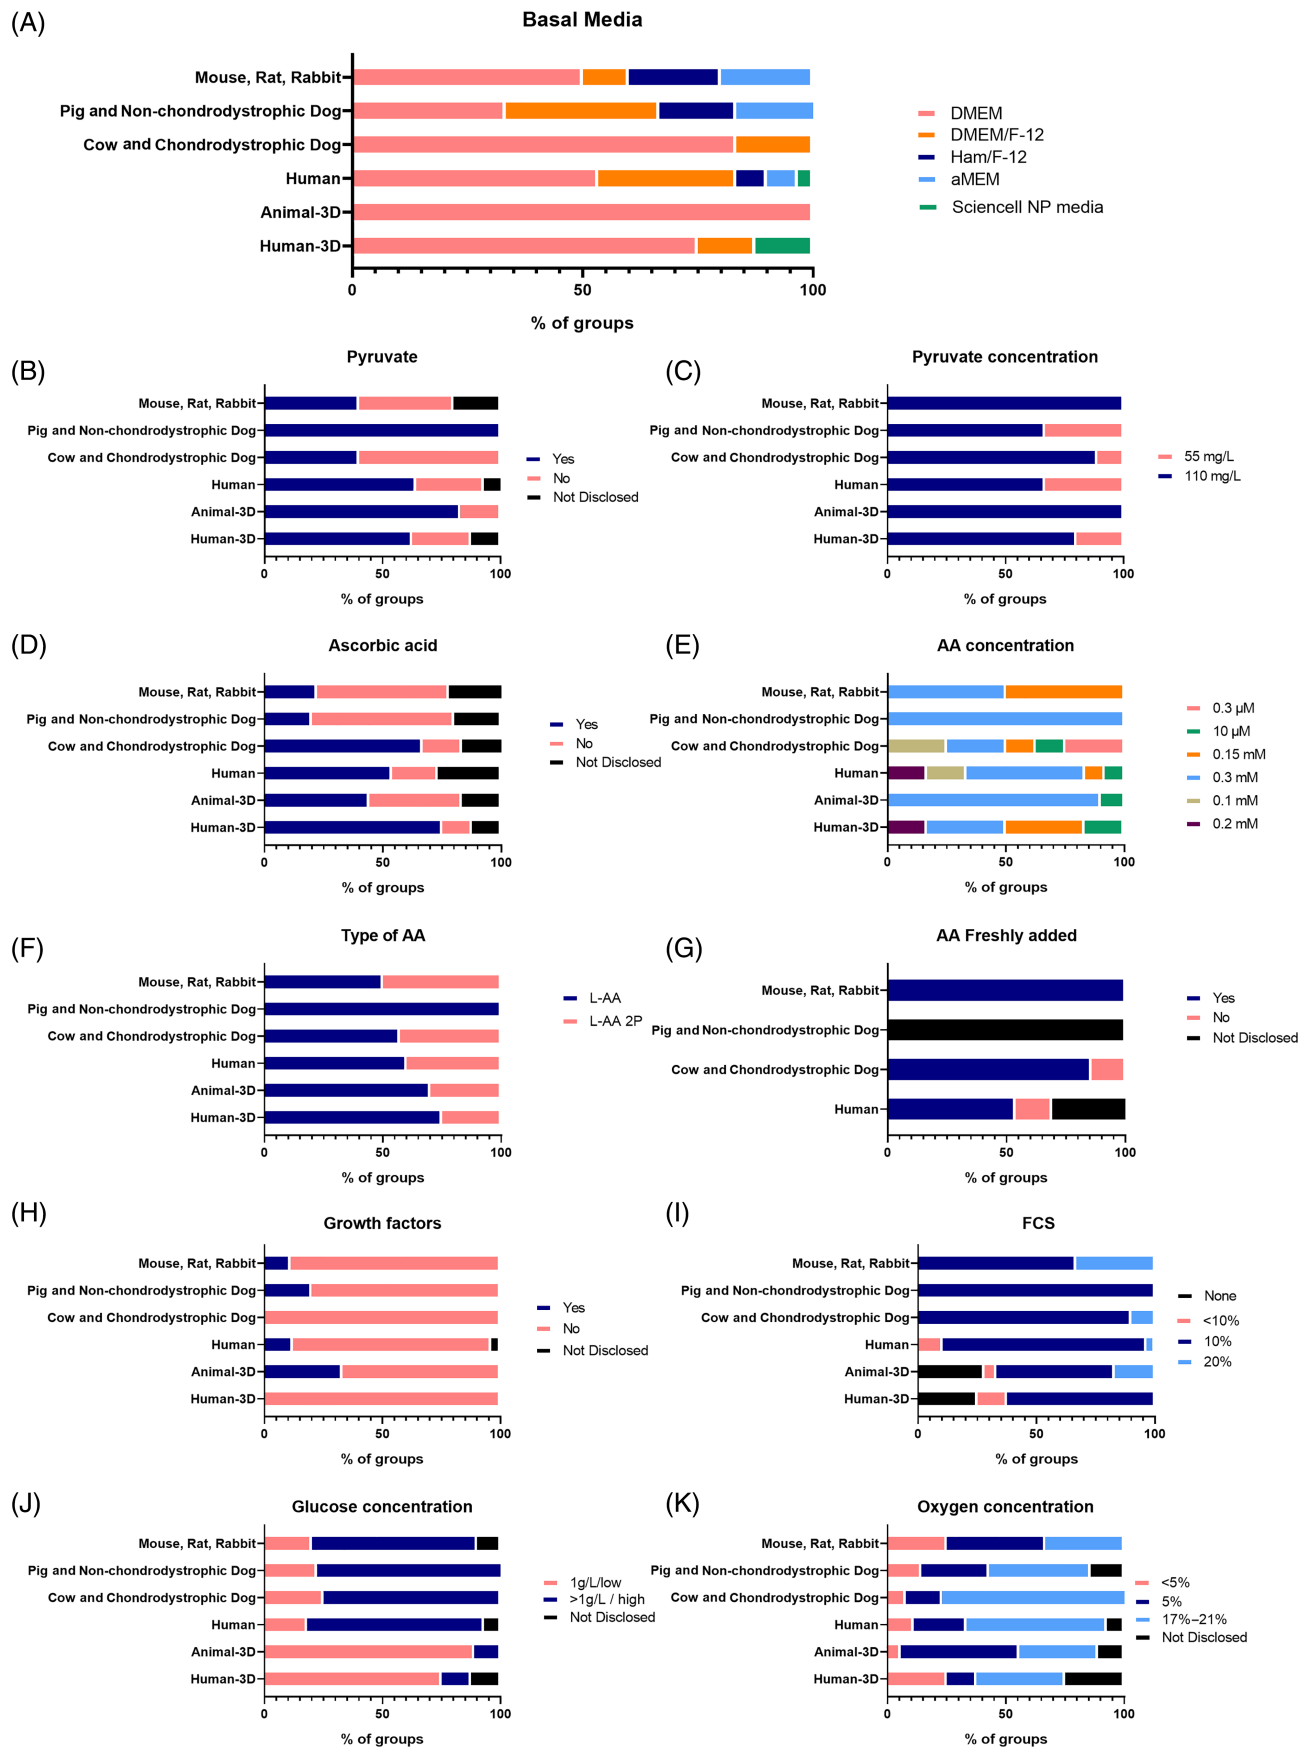 (A)
Basal Media
Mouse, Rat, Rabbit
Pig and Non-chondrodystrophic Dog
Cow and Chondrodystrophic Dog
Human
Animal-3D
Human-3D
0 50 100
% of groups
DMEM
DMEM/F-12
Ham/F-12
aMEM
Sciencell NP media
(B)
Pyruvate
Mouse, Rat, Rabbit
Pig and Non-chondrodystrophic Dog
Cow and Chondrodystrophic Dog
Human
Animal-3D
Human-3D
0 50 100
% of groups
Yes
No
Not Disclosed
(C)
Pyruvate concentration
Mouse, Rat, Rabbit
Pig and Non-chondrodystrophic Dog
Cow and Chondrodystrophic Dog
Human
Animal-3D
Human-3D
0 50 100
% of groups
55 mg/L
110 mg/L
(D)
Ascorbic acid
Mouse, Rat, Rabbit
Pig and Non-chondrodystrophic Dog
Cow and Chondrodystrophic Dog
Human
Animal-3D
Human-3D
0 50 100
% of groups
Yes
No
Not Disclosed
(E)
AA concentration
Mouse, Rat, Rabbit
Pig and Non-chondrodystrophic Dog
Cow and Chondrodystrophic Dog
Human
Animal-3D
Human-3D
0 50 100
% of groups
0.3 µM
10 µM
0.15 mM
0.3 mM
0.1 mM
0.2 mM
(F)
Type of AA
Mouse, Rat, Rabbit
Pig and Non-chondrodystrophic Dog
Cow and Chondrodystrophic Dog
Human
Animal-3D
Human-3D
0 50 100
% of groups
L-AA
L-AA 2P
(G)
AA Freshly added
Mouse, Rat, Rabbit
Pig and Non-chondrodystrophic Dog
Cow and Chondrodystrophic Dog
Human
0 50 100
% of groups
Yes
No
Not Disclosed
(H)
Growth factors
Mouse, Rat, Rabbit
Pig and Non-chondrodystrophic Dog
Cow and Chondrodystrophic Dog
Human
Animal-3D
Human-3D
0 50 100
% of groups
Yes
No
Not Disclosed
(I)
FCS
Mouse, Rat, Rabbit
Pig and Non-chondrodystrophic Dog
Cow and Chondrodystrophic Dog
Human
Animal-3D
Human-3D
0 50 100
% of groups
None
<10%
10%
20%
(J)
Glucose concentration
Mouse, Rat, Rabbit
Pig and Non-chondrodystrophic Dog
Cow and Chondrodystrophic Dog
Human
Animal-3D
Human-3D
0 50 100
% of groups
1g/L/low
>1g/L / high
Not Disclosed
(K)
Oxygen concentration
Mouse, Rat, Rabbit
Pig and Non-chondrodystrophic Dog
Cow and Chondrodystrophic Dog
Human
Animal-3D
Human-3D
0 50 100
% of groups
<5%
5%
17%–21%
Not Disclosed